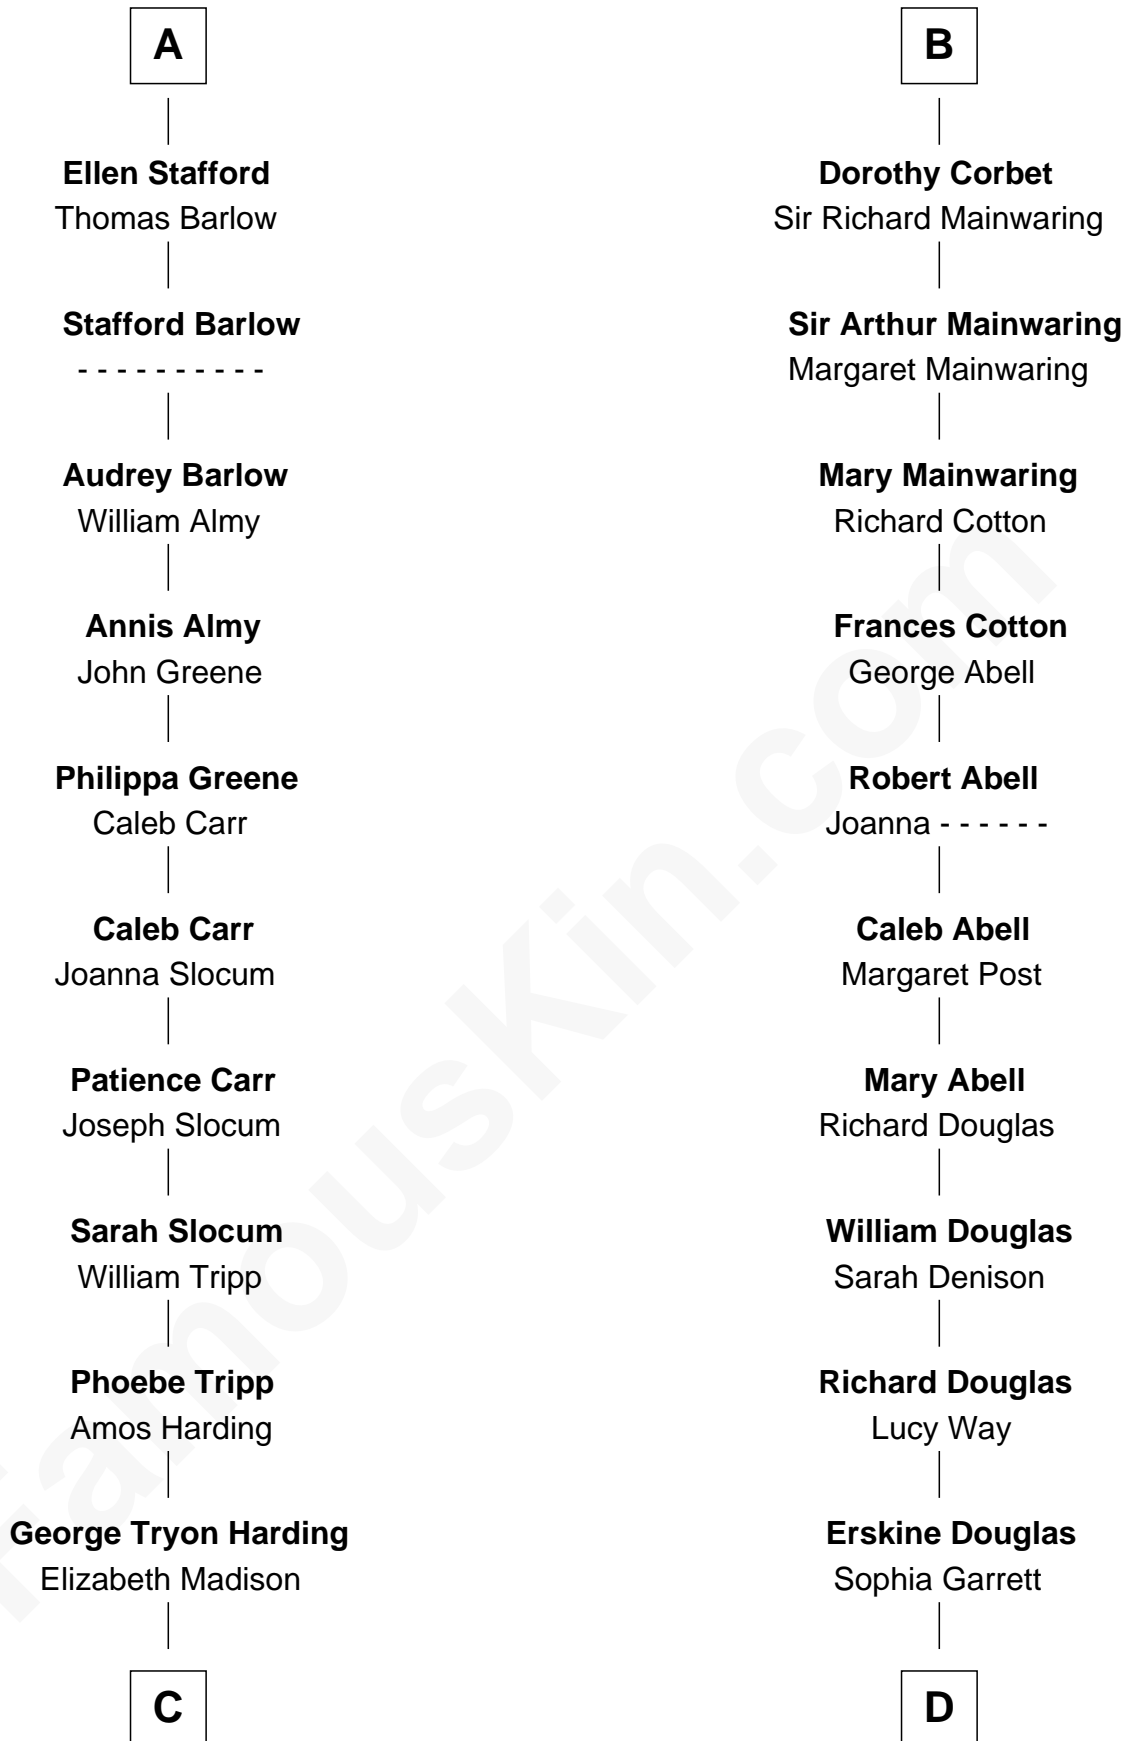 A
Ellen Stafford
Thomas Barlow
Stafford Barlow
- - - - - - - - - -
Audrey Barlow
William Almy
Annis Almy
John Greene
Philippa Greene
Caleb Carr
Caleb Carr
Joanna Slocum
Patience Carr
Joseph Slocum
Sarah Slocum
William Tripp
Phoebe Tripp
Amos Harding
George Tryon Harding
Elizabeth Madison
C
B
Dorothy Corbet
Sir Richard Mainwaring
Sir Arthur Mainwaring
Margaret Mainwaring
Mary Mainwaring
Richard Cotton
Frances Cotton
George Abell
Robert Abell
Joanna - - - - - -
Caleb Abell
Margaret Post
Mary Abell
Richard Douglas
William Douglas
Sarah Denison
Richard Douglas
Lucy Way
Erskine Douglas
Sophia Garrett
D
FamousKin.com